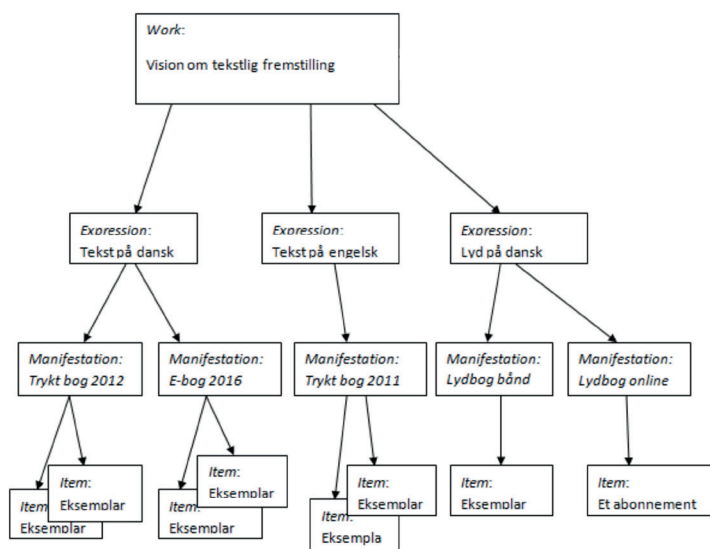 Work:
Vision om tekstlig fremstilling
Expression:
Tekst på dansk
Expression:
Tekst på engelsk
Expression:
Lyd på dansk
Manifestation:
Trykt bog 2012
Manifestation:
E-bog 2016
Manifestation:
Trykt bog 2011
Manifestation:
Lydbog bånd
Manifestation:
Lydbog online
Item:
Eksemplar
Item:
Eksemplar
Item:
Eksemplar
Item:
Eksemplar
Item:
Eksempla
Item:
Eksemplar
Item:
Eksemplar
Item:
Et abonnement